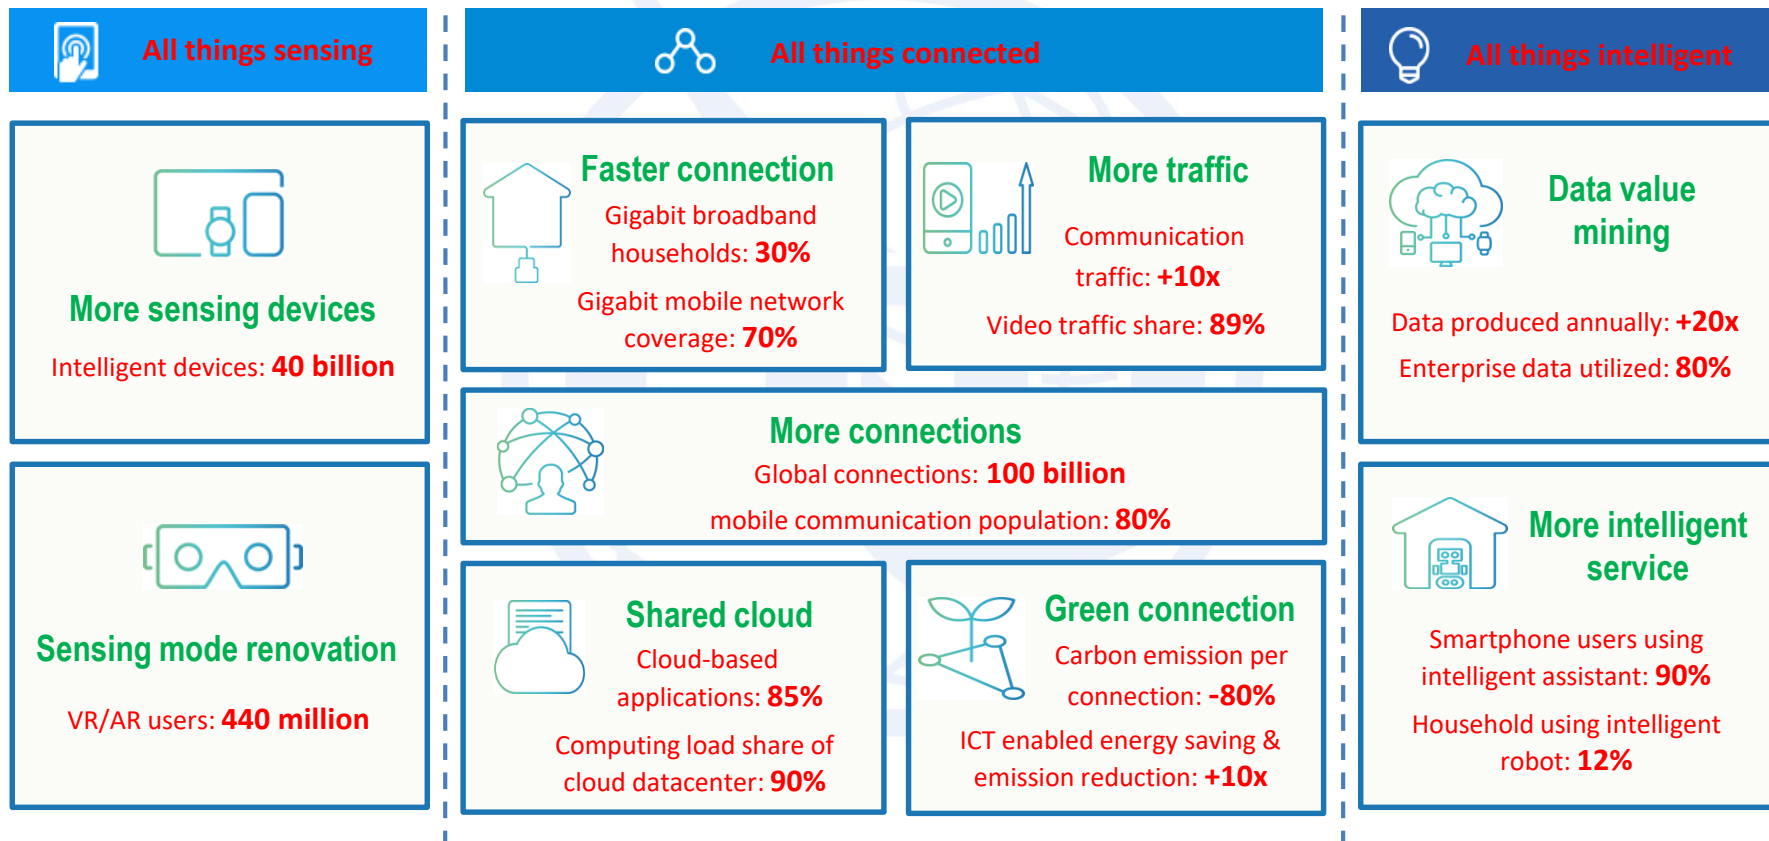 All things sensing
More sensing devices
Intelligent devices: 40 billion
Sensing mode renovation
VR/AR users: 440 million
All things connected
Faster connection
Gigabit broadband
households: 30%
Gigabit mobile network
coverage: 70%
More traffic
Communication
traffic: +10x
Video traffic share: 89%
More connections
Global connections: 100 billion
mobile communication population: 80%
Shared cloud
Cloud-based
applications: 85%
Computing load share of
cloud datacenter: 90%
Green connection
Carbon emission per
connection: -80%
ICT enabled energy saving &
emission reduction: +10x
All things intelligent
Data value
mining
Data produced annually: +20x
Enterprise data utilized: 80%
More intelligent
service
Smartphone users using
intelligent assistant: 90%
Household using intelligent
robot: 12%